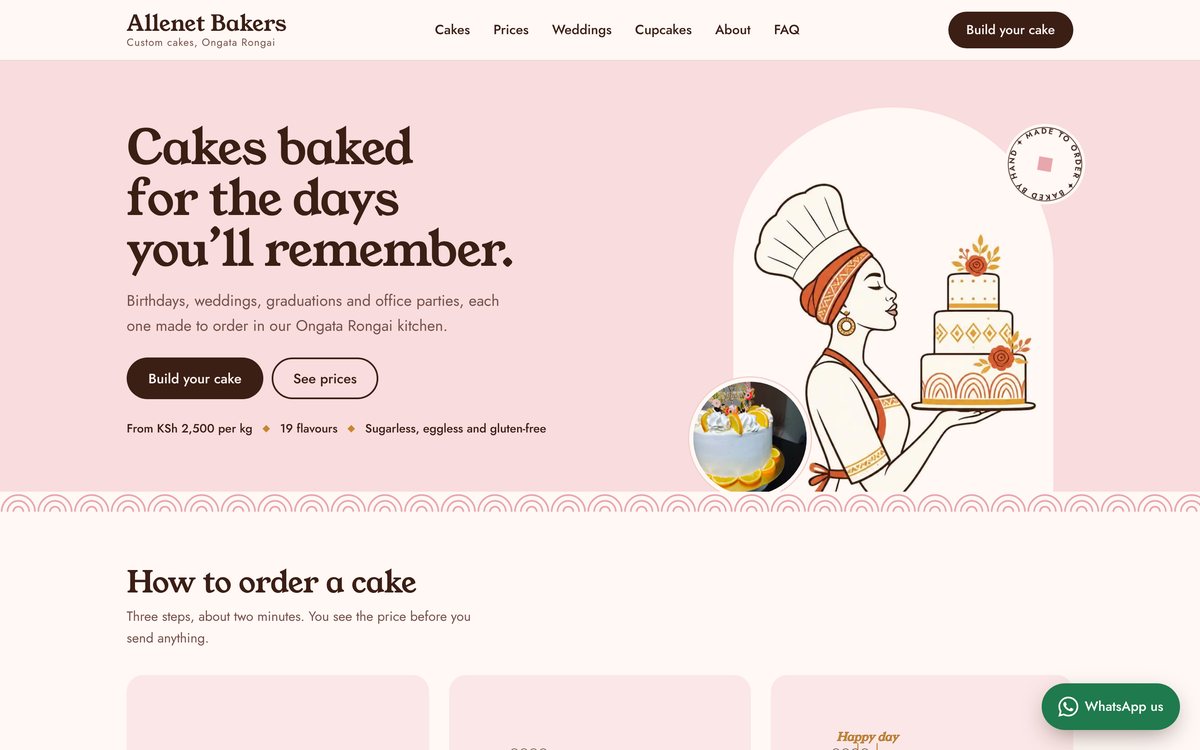 Allenet Bakers
Custom cakes, Ongata Rongai
Cakes
Prices
Weddings
Cupcakes
About
FAQ
Build your cake
Cakes baked
for the days
you’ll remember.
Birthdays, weddings, graduations and office parties, each
one made to order in our Ongata Rongai kitchen.
Build your cake
See prices
From KSh 2,500 per kg ◆ 19 flavours ◆ Sugarless, eggless and gluten-free
MADE TO ORDER ✦ BAKED BY HAND ✦
How to order a cake
Three steps, about two minutes. You see the price before you
send anything.
Happy day
WhatsApp us